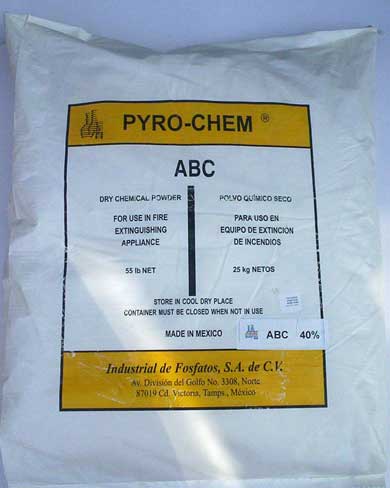 PYRO-CHEM ®
ABC
DRY CHEMICAL POWDER
FOR USE IN FIRE
EXTINGUISHING
APPLIANCE
55 lb NET
POLVO QUÍMICO SECO
PARA USO EN
EQUIPO DE EXTINCION
DE INCENDIOS
25 kg NETOS
STORE IN COOL DRY PLACE
CONTAINER MUST BE CLOSED WHEN NOT IN USE
MADE IN MEXICO
ABC 40%
Industrial de Fosfatos, S.A. de C.V.
Av. División del Golfo No. 3308, Norte
87019 Cd. Victoria, Tamps., México